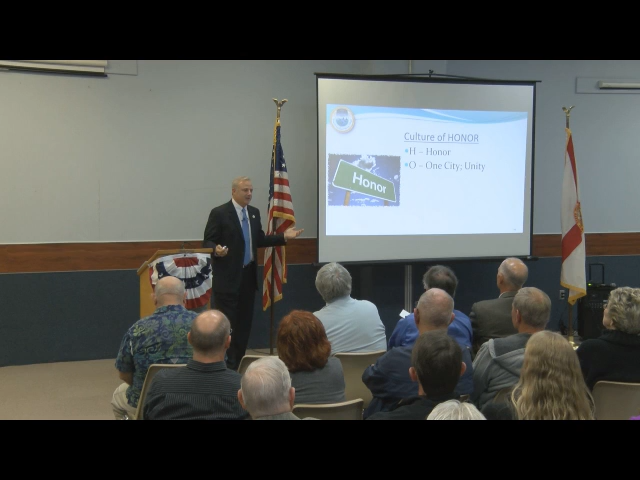 Culture of HONOR
H – Honor
O – One City; Unity
Honor